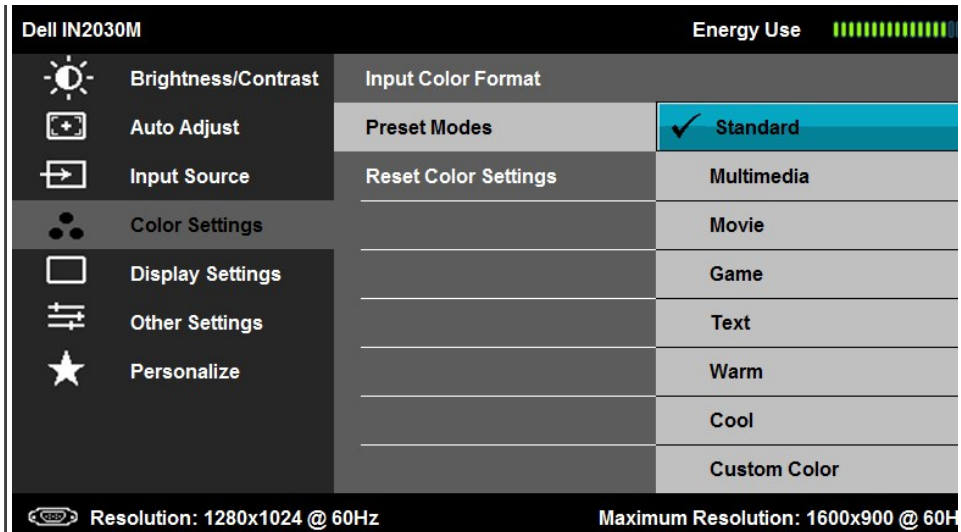 Dell IN2030M Energy Use
Brightness/Contrast Input Color Format
Auto Adjust Preset Modes Standard
Input Source Reset Color Settings Multimedia
Color Settings Movie
Display Settings Game
Other Settings Text
Personalize Warm
Cool
Custom Color
Resolution: 1280x1024 @ 60Hz Maximum Resolution: 1600x900 @ 60H